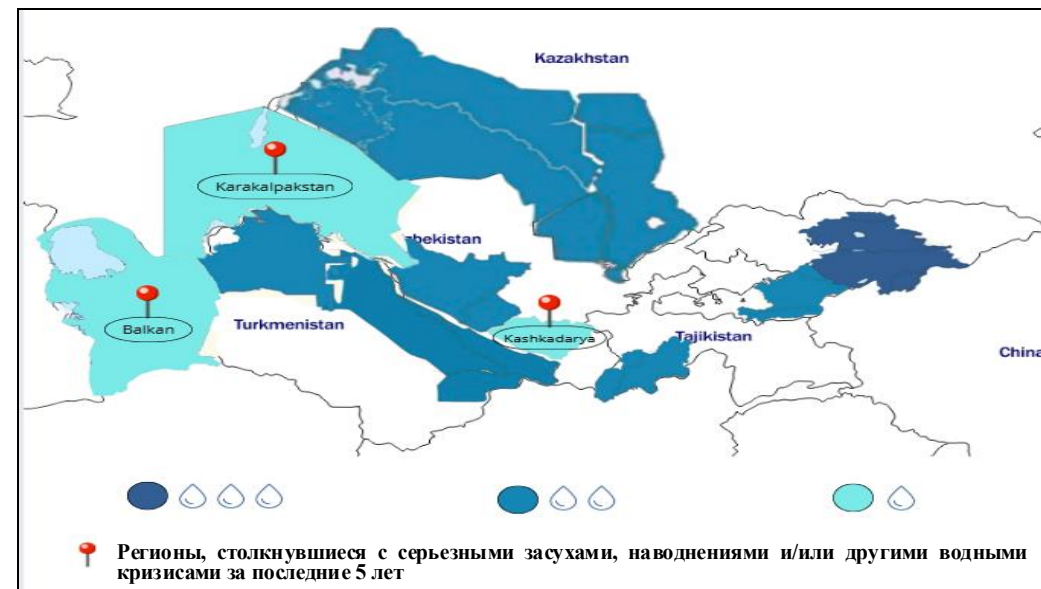 Kazakhstan
Karakalpakstan
zbekistan
Balkan
Turkmenistan
Kashkadarya
Tajikistan
China
Регионы, столкнувшиеся с серьезными засухами, наводнениями и/или другими водными
кризисами за последние 5 лет